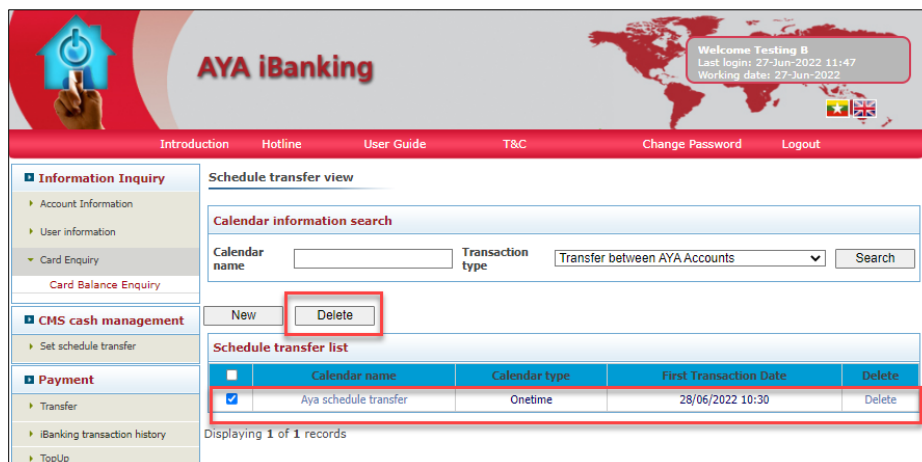 AYA iBanking
Welcome Testing B
Last login: 27-Jun-2022 11:47
Working date: 27-Jun-2022
Introduction Hotline User Guide T&C Change Password Logout
Information Inquiry
Account Information
User information
Card Enquiry
Card Balance Enquiry
CMS cash management
Set schedule transfer
Payment
Transfer
iBanking transaction history
TopUp
Schedule transfer view
Calendar information search
Calendar name Transaction type Transfer between AYA Accounts Search
New Delete
Schedule transfer list
Calendar name Calendar type First Transaction Date Delete
Aya schedule transfer Onetime 28/06/2022 10:30 Delete
Displaying 1 of 1 records